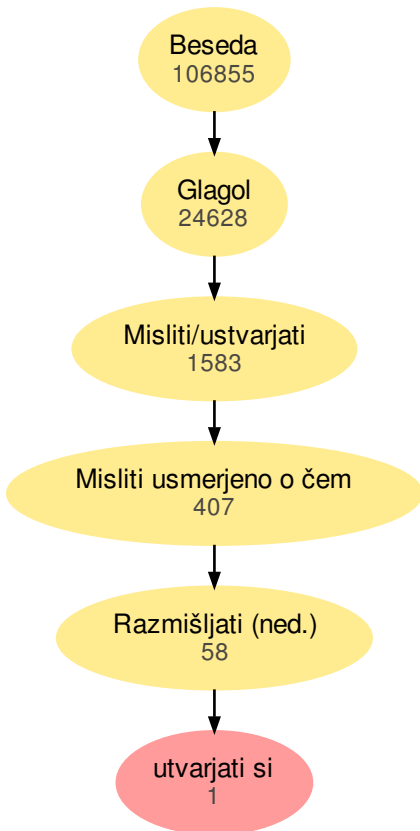 Beseda
106855
Glagol
24628
Misliti/ustvarjati
1583
Misliti usmerjeno o čem
407
Razmišljati (ned.)
58
utvarjati si
1